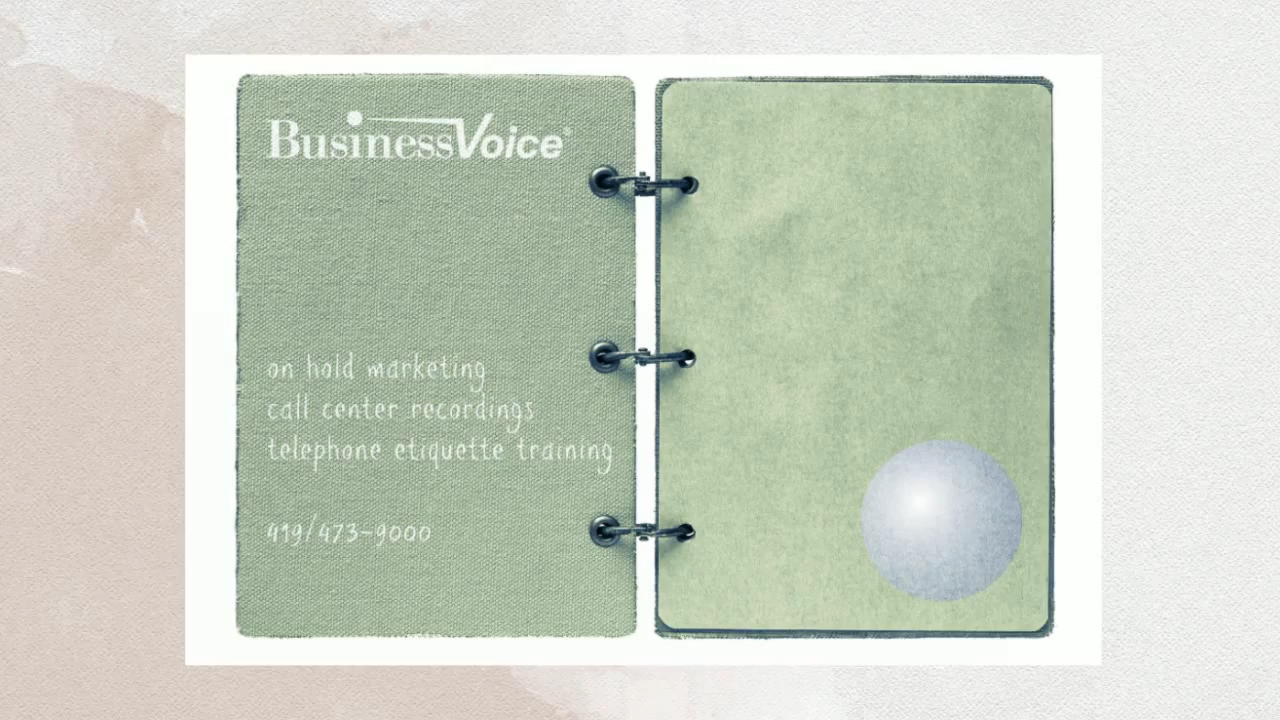 BusinessVoice®
on hold marketing
call center recordings
telephone etiquette training
419/473-9000